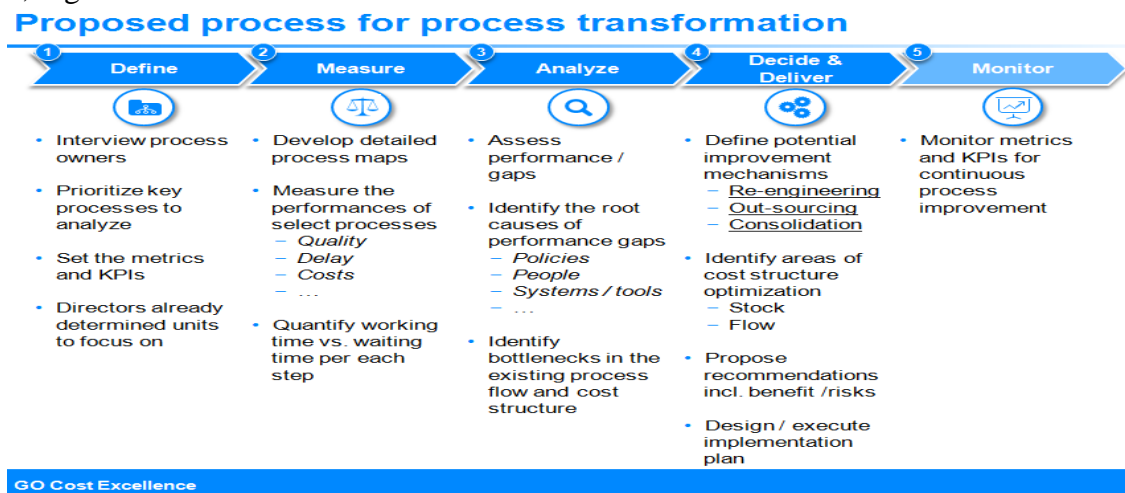 Proposed process for process transformation
1
Define
2
Measure
3
Analyze
4
Decide &
Deliver
5
Monitor
• Interview process
owners
• Prioritize key
processes to
analyze
• Set the metrics
and KPIs
• Directors already
determined units
to focus on
• Develop detailed
process maps
• Measure the
performances of
select processes
– Quality
– Delay
– Costs
– ...
• Quantify working
time vs. waiting
time per each
step
• Assess
performance /
gaps
• Identify the root
causes of
performance gaps
– Policies
– People
– Systems / tools
– ...
• Identify
bottlenecks in the
existing process
flow and cost
structure
• Define potential
improvement
mechanisms
– Re-engineering
– Out-sourcing
– Consolidation
• Identify areas of
cost structure
optimization
– Stock
– Flow
• Propose
recommendations
incl. benefit /risks
• Design / execute
implementation
plan
• Monitor metrics
and KPIs for
continuous
process
improvement
GO Cost Excellence